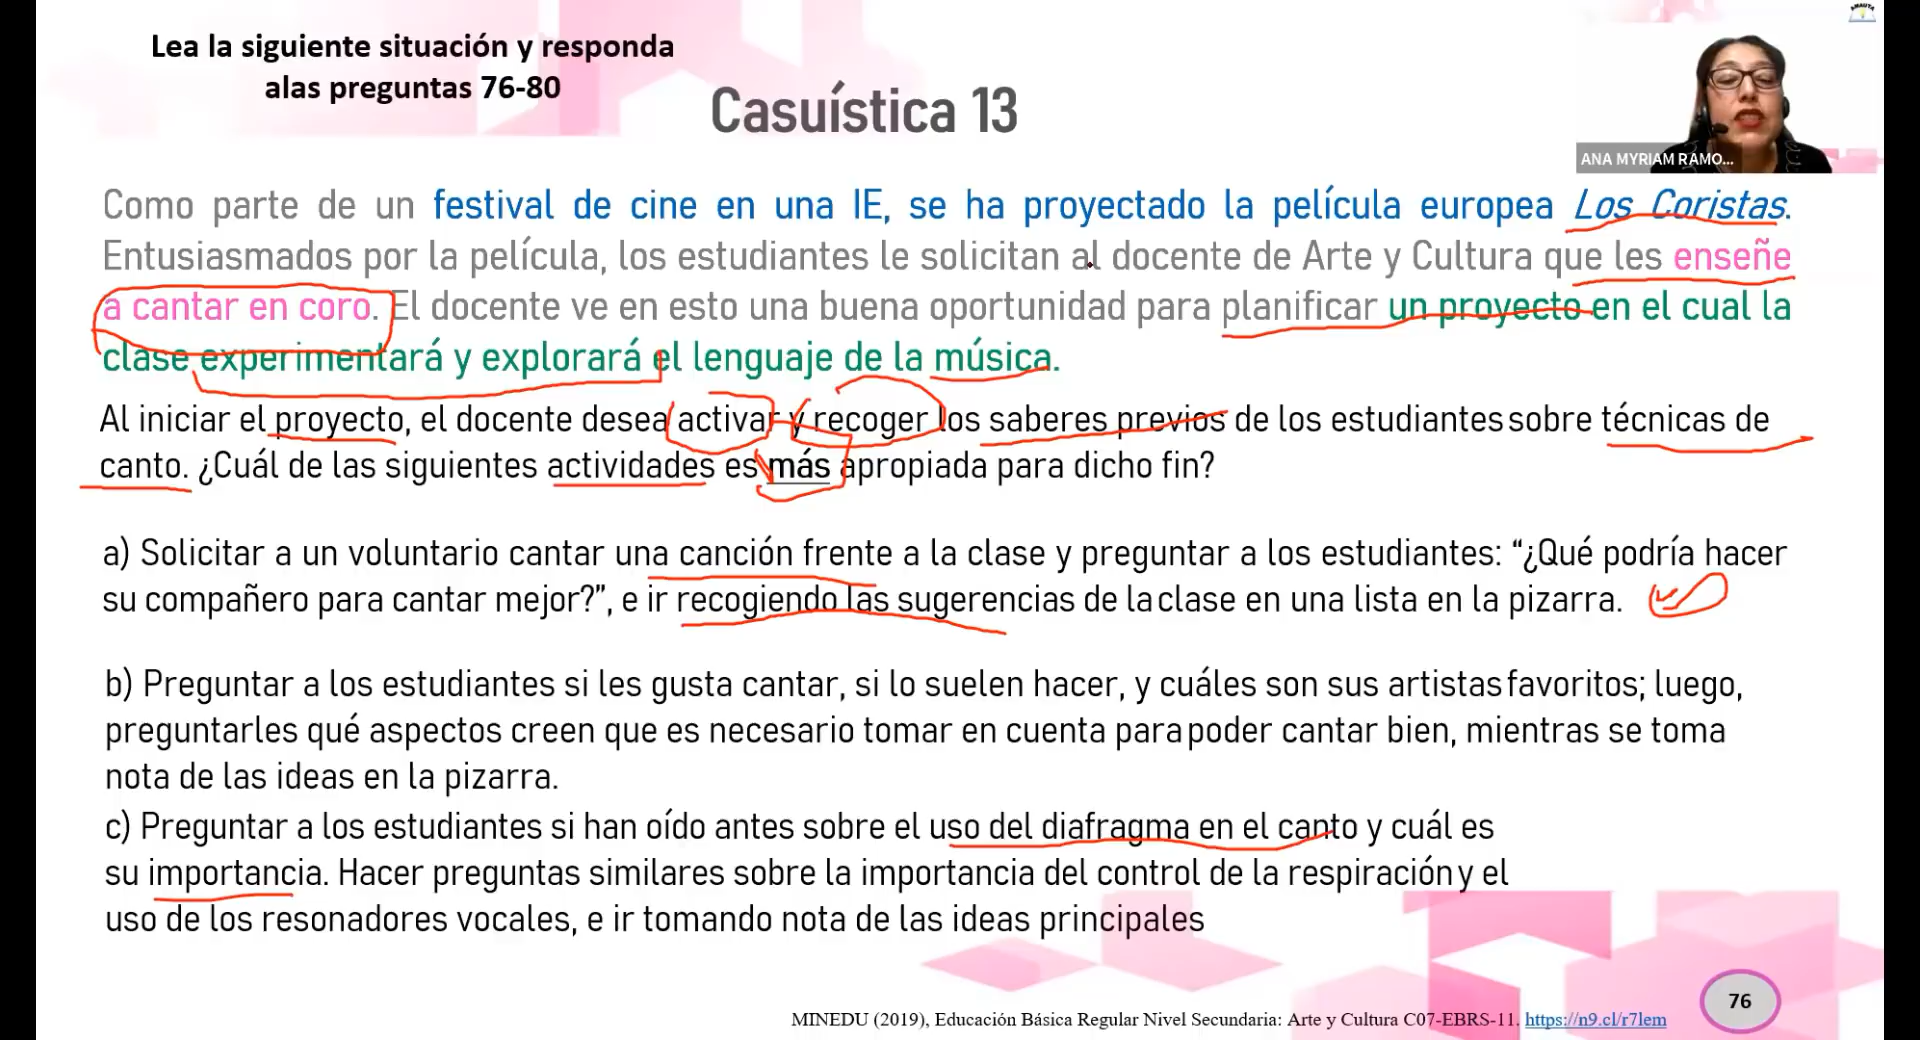 Lea la siguiente situación y responda
alas preguntas 76-80
Casuística 13
AMAUTA
ANA MYRIAM RAMO...
Como parte de un festival de cine en una IE, se ha proyectado la película europea Los Coristas.
Entusiasmados por la película, los estudiantes le solicitan al docente de Arte y Cultura que les enseñe
a cantar en coro. El docente ve en esto una buena oportunidad para planificar un proyecto en el cual la
clase experimentará y explorará el lenguaje de la música.
Al iniciar el proyecto, el docente desea activar y recoger los saberes previos de los estudiantes sobre técnicas de
canto. ¿Cuál de las siguientes actividades es más apropiada para dicho fin?
a) Solicitar a un voluntario cantar una canción frente a la clase y preguntar a los estudiantes: “¿Qué podría hacer
su compañero para cantar mejor?”, e ir recogiendo las sugerencias de la clase en una lista en la pizarra.
b) Preguntar a los estudiantes si les gusta cantar, si lo suelen hacer, y cuáles son sus artistas favoritos; luego,
preguntarles qué aspectos creen que es necesario tomar en cuenta para poder cantar bien, mientras se toma
nota de las ideas en la pizarra.
c) Preguntar a los estudiantes si han oído antes sobre el uso del diafragma en el canto y cuál es
su importancia. Hacer preguntas similares sobre la importancia del control de la respiración y el
uso de los resonadores vocales, e ir tomando nota de las ideas principales
76
MINEDU (2019), Educación Básica Regular Nivel Secundaria: Arte y Cultura C07-EBRS-11. https://n9.cl/r7lem